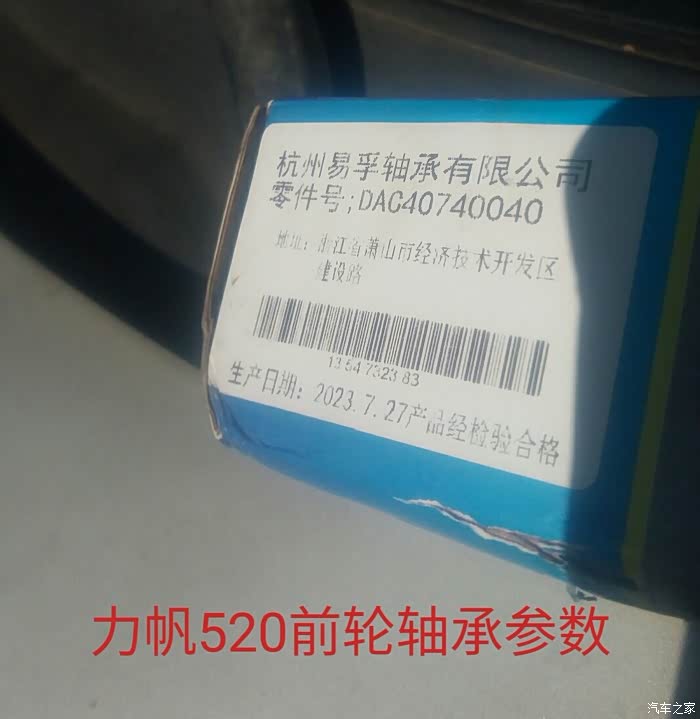 杭州易孚轴承有限公司
零件号;DAC40740040
地址：浙江省萧山市经济技术开发区
建设路
13 54 7323 83
生产日期：2023.7.27产品经检验合格
力帆520前轮轴承参数
汽车之家